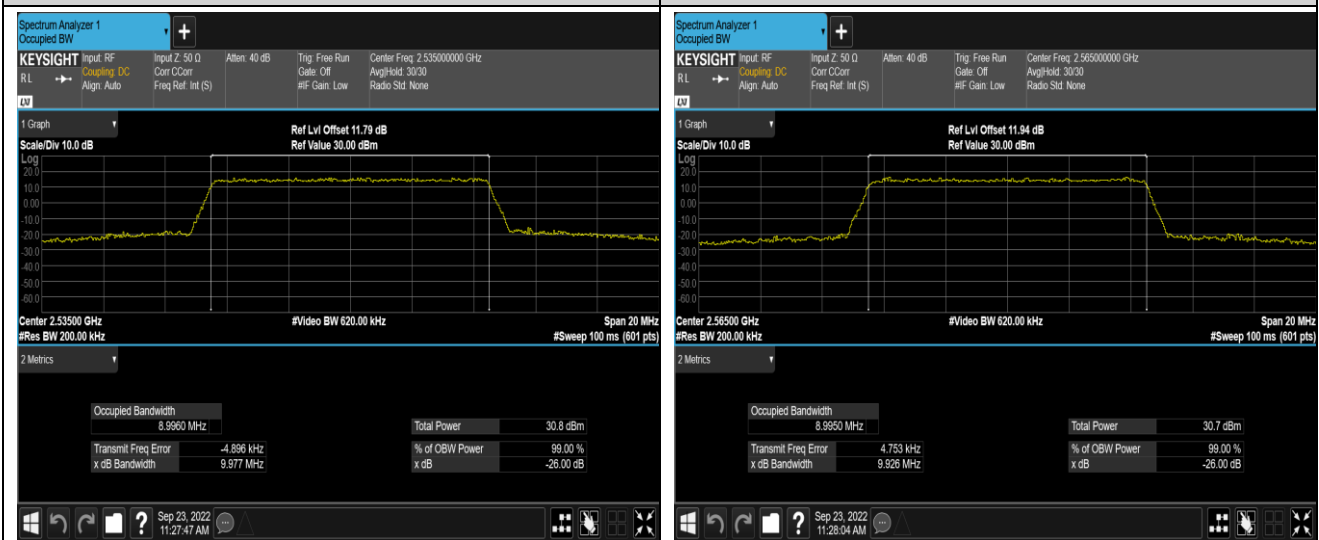 Spectrum Analyzer 1
Occupied BW
+
KEYSIGHT Input: RF Input Z: 50 Ω Atten: 40 dB Trig: Free Run Center Freq: 2.535000000 GHz
Coupling: DC Corr CCorr Gate: Off Avg|Hold: 30/30
R L Align: Auto Freq Ref: Int (S) #IF Gain: Low Radio Std: None
LXI
1 Graph
Ref Lvl Offset 11.79 dB
Scale/Div 10.0 dB Ref Value 30.00 dBm
Log
20.0
10.0
0.00
-10.0
-20.0
-30.0
-40.0
-50.0
-60.0
Center 2.53500 GHz #Video BW 620.00 kHz Span 20 MHz
#Res BW 200.00 kHz #Sweep 100 ms (601 pts)
2 Metrics
Occupied Bandwidth
8.9960 MHz Total Power 30.8 dBm
Transmit Freq Error -4.896 kHz % of OBW Power 99.00 %
x dB Bandwidth 9.977 MHz x dB -26.00 dB
? Sep 23, 2022
11:27:47 AM
Spectrum Analyzer 1
Occupied BW
+
KEYSIGHT Input: RF Input Z: 50 Ω Atten: 40 dB Trig: Free Run Center Freq: 2.565000000 GHz
Coupling: DC Corr CCorr Gate: Off Avg|Hold: 30/30
R L Align: Auto Freq Ref: Int (S) #IF Gain: Low Radio Std: None
LXI
1 Graph
Ref Lvl Offset 11.94 dB
Scale/Div 10.0 dB Ref Value 30.00 dBm
Log
20.0
10.0
0.00
-10.0
-20.0
-30.0
-40.0
-50.0
-60.0
Center 2.56500 GHz #Video BW 620.00 kHz Span 20 MHz
#Res BW 200.00 kHz #Sweep 100 ms (601 pts)
2 Metrics
Occupied Bandwidth
8.9950 MHz Total Power 30.7 dBm
Transmit Freq Error 4.753 kHz % of OBW Power 99.00 %
x dB Bandwidth 9.926 MHz x dB -26.00 dB
? Sep 23, 2022
11:28:04 AM